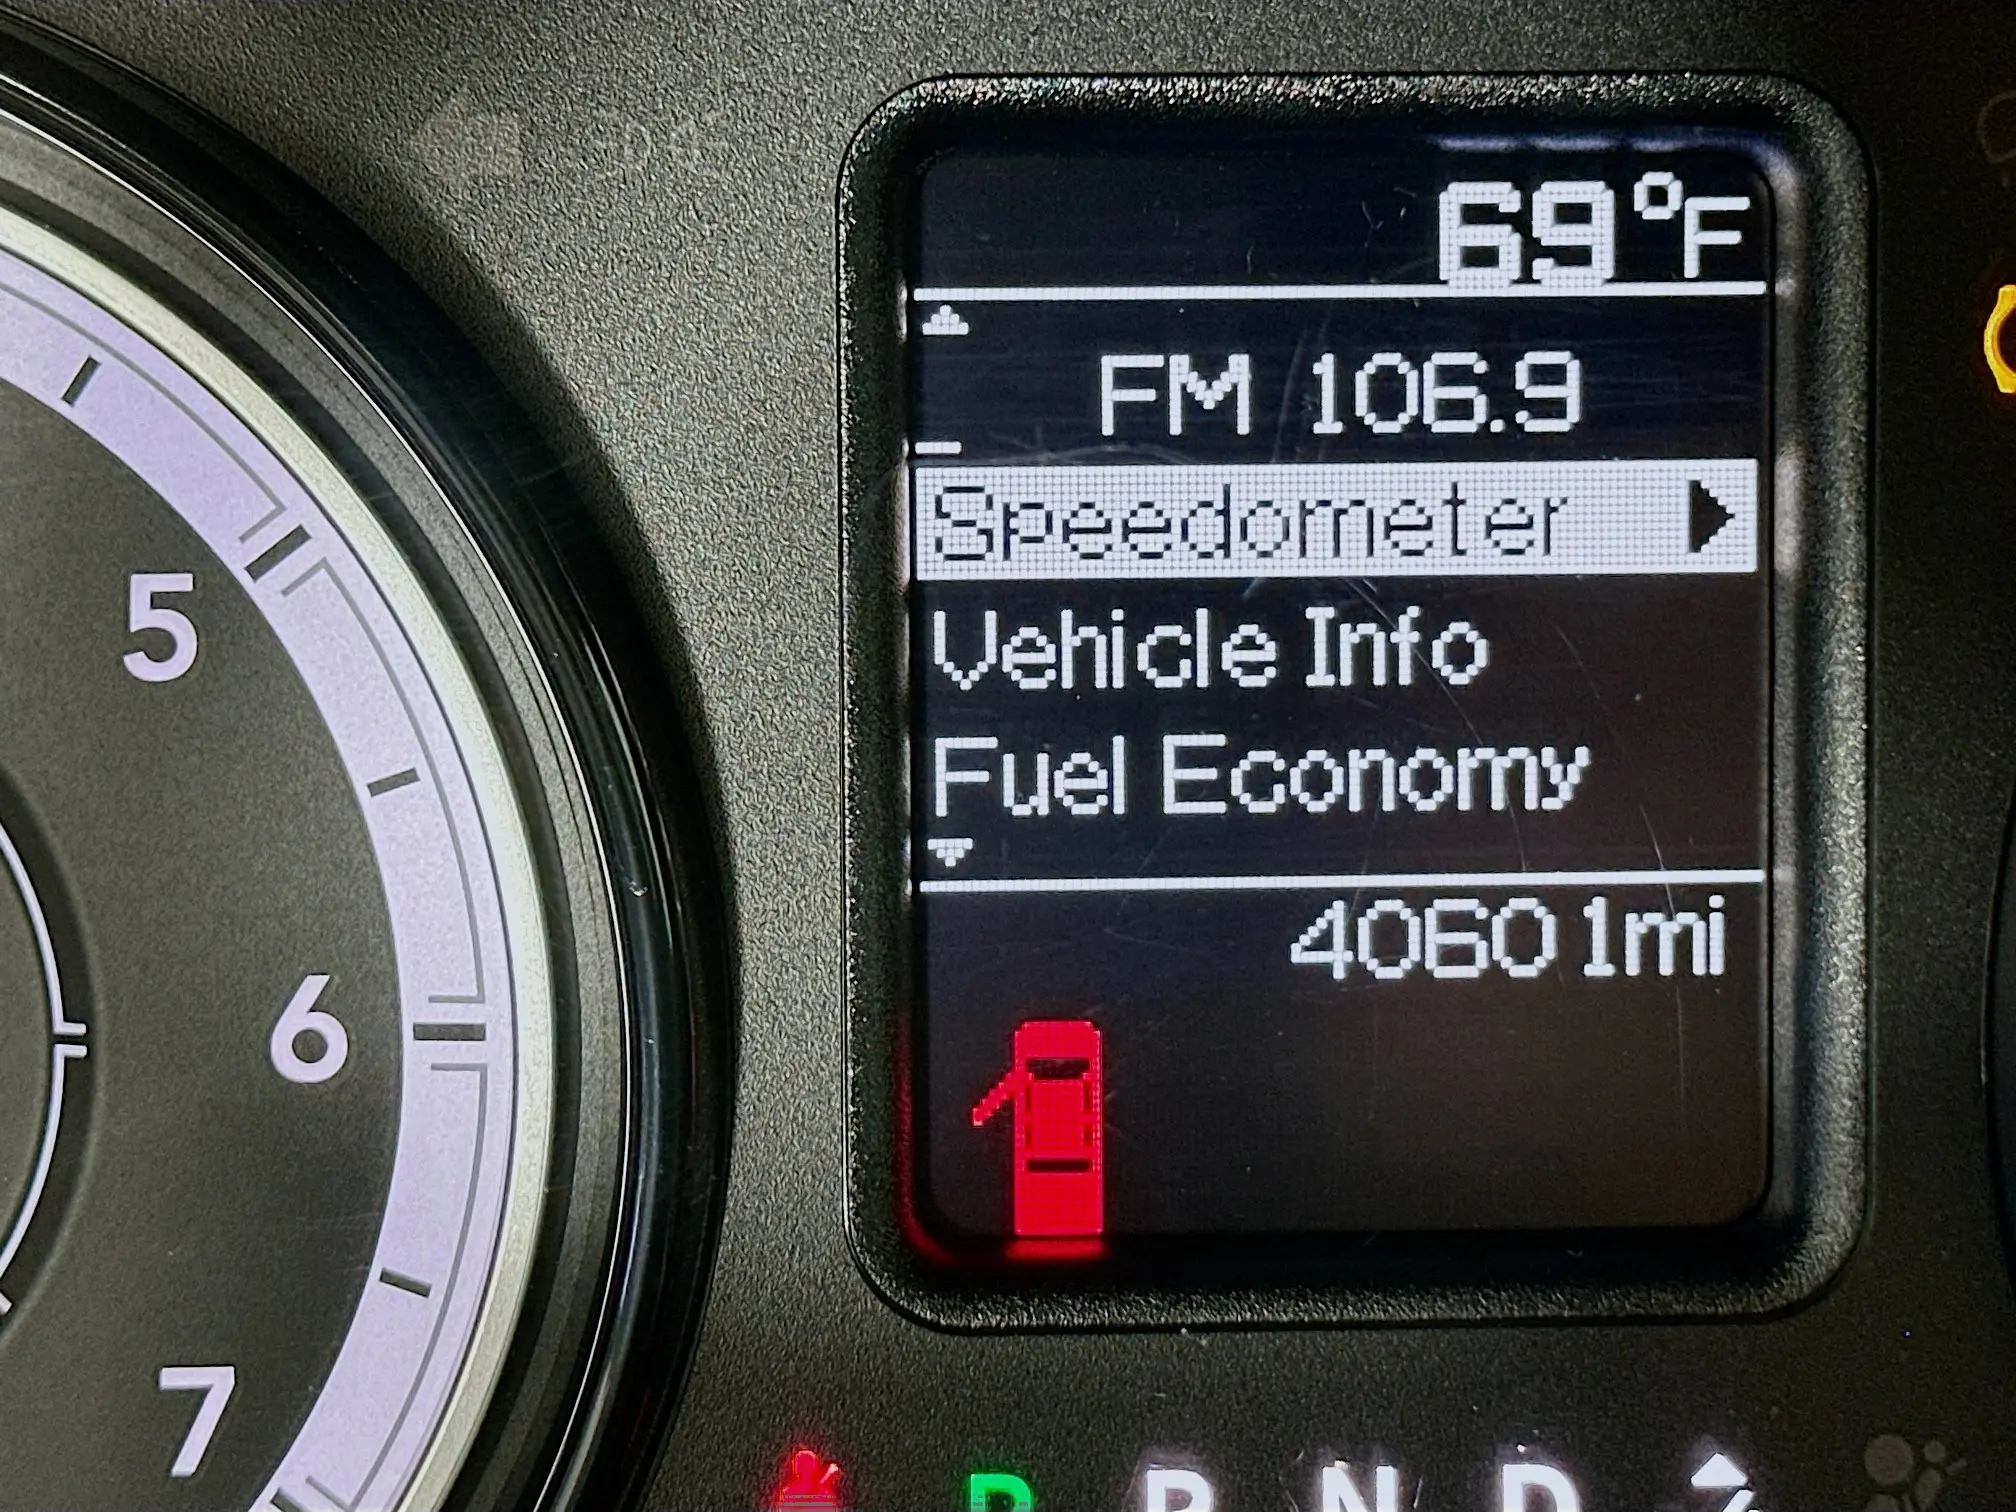 69°F
FM 106.9
Speedometer
Vehicle Info
Fuel Economy
40601mi
5
6
7
P R N D